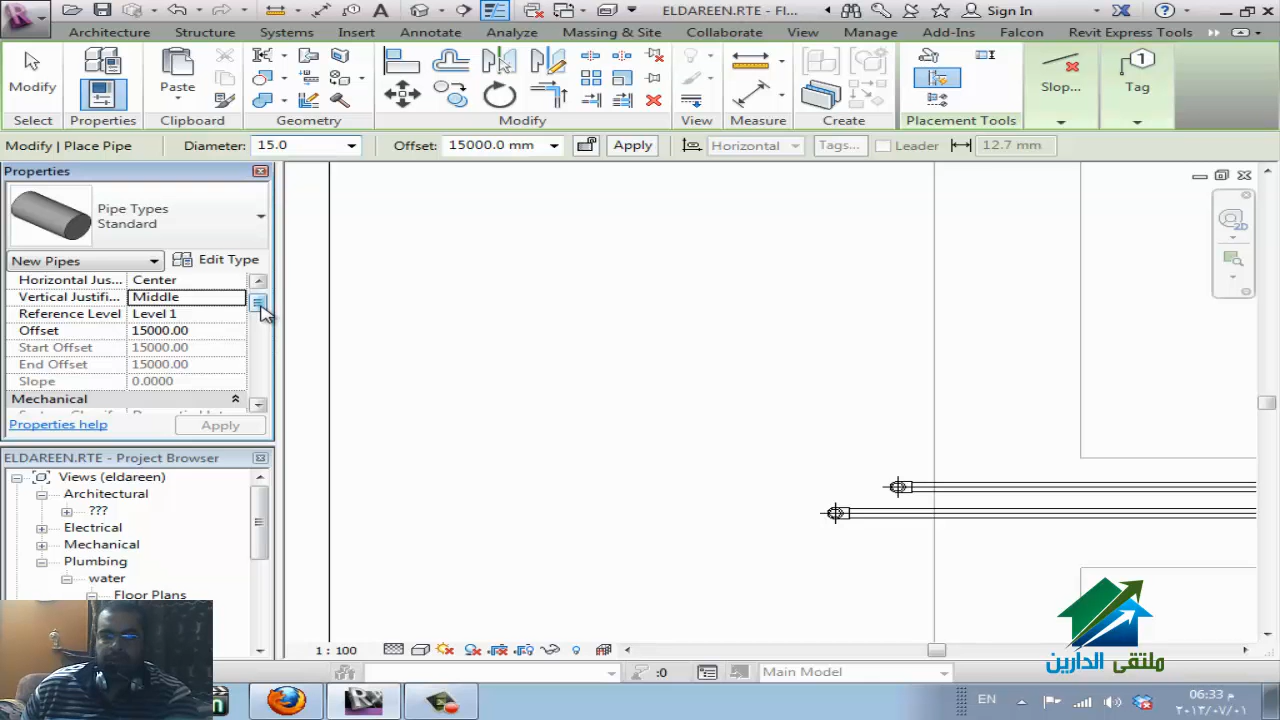 ELDAREEN.RTE - Fl...
Sign In
Architecture Structure Systems Insert Annotate Analyze Massing & Site Collaborate View Manage Add-Ins Falcon Revit Express Tools
Modify Paste Slop... Tag
Select Properties Clipboard Geometry Modify View Measure Create Placement Tools
Modify | Place Pipe Diameter: 15.0 Offset: 15000.0 mm Apply Horizontal Tags... Leader 12.7 mm
Properties
Pipe Types
Standard
New Pipes Edit Type
Horizontal Jus... Center
Vertical Justifi... Middle
Reference Level Level 1
Offset 15000.00
Start Offset 15000.00
End Offset 15000.00
Slope 0.0000
Mechanical
Properties help Apply
ELDAREEN.RTE - Project Browser
Views (eldareen)
Architectural
???
Electrical
Mechanical
Plumbing
water
Floor Plans
2D
ملتقى الدارين
1 : 100
:0 Main Model
EN
06:33 م
٢٠١٣/٠٧/٠١